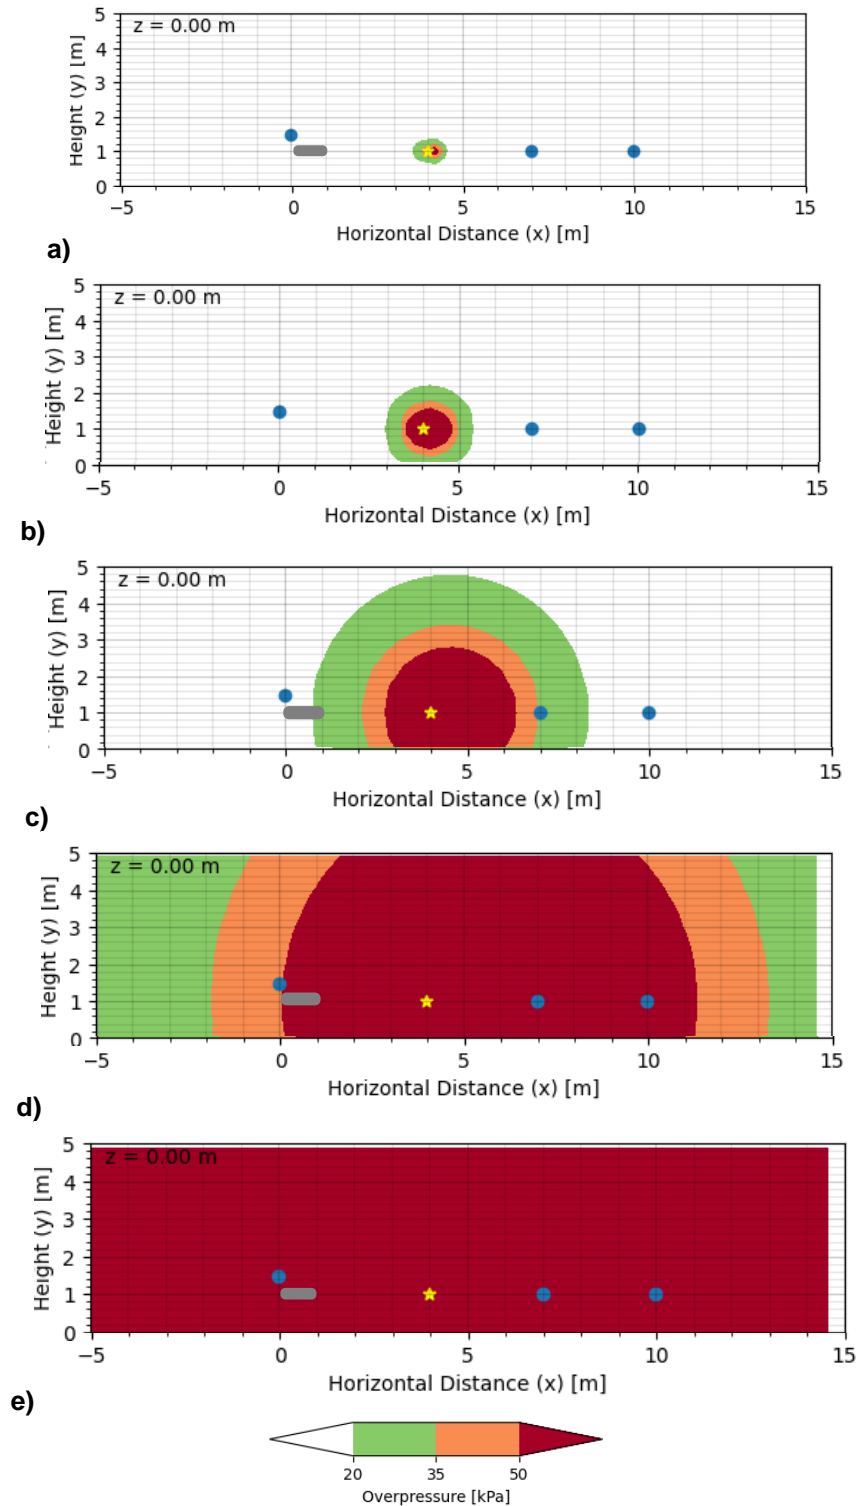 5
z = 0.00 m
4
3
2
1
0
Height (y) [m]
−5 0 5 10 15
Horizontal Distance (x) [m]
a)
5
z = 0.00 m
4
3
2
1
0
Height (y) [m]
−5 0 5 10 15
Horizontal Distance (x) [m]
b)
5
z = 0.00 m
4
3
2
1
0
Height (y) [m]
−5 0 5 10 15
Horizontal Distance (x) [m]
c)
5
z = 0.00 m
4
3
2
1
0
Height (y) [m]
−5 0 5 10 15
Horizontal Distance (x) [m]
d)
5
z = 0.00 m
4
3
2
1
0
Height (y) [m]
−5 0 5 10 15
Horizontal Distance (x) [m]
e)
20 35 50
Overpressure [kPa]